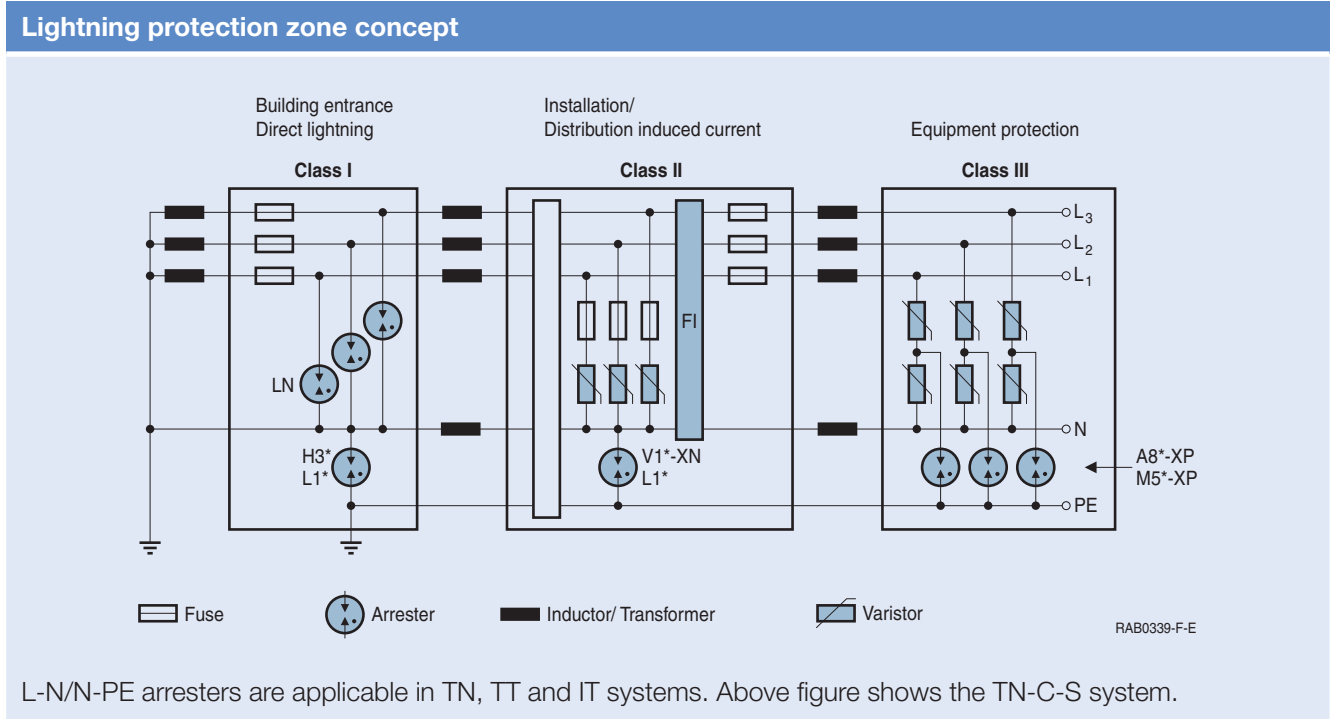 Lightning protection zone concept
Building entrance
Direct lightning
Class I
Installation/
Distribution induced current
Class II
Equipment protection
Class III
L3
L2
L1
FI
LN
N
H3*
L1*
V1*-XN
L1*
A8*-XP
M5*-XP
PE
Fuse
Arrester
Inductor/ Transformer
Varistor
RAB0339-F-E
L-N/N-PE arresters are applicable in TN, TT and IT systems. Above figure shows the TN-C-S system.